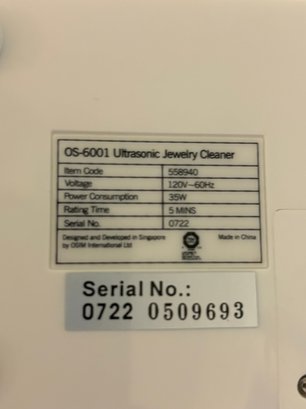 OS-6001 Ultrasonic Jewelry Cleaner
Item Code 558940
Voltage 120V~60Hz
Power Consumption 35W
Rating Time 5 MINS
Serial No. 0722
Designed and Developed in Singapore
by OSIM International Ltd
Made in China
Serial No.:
0722 0509693